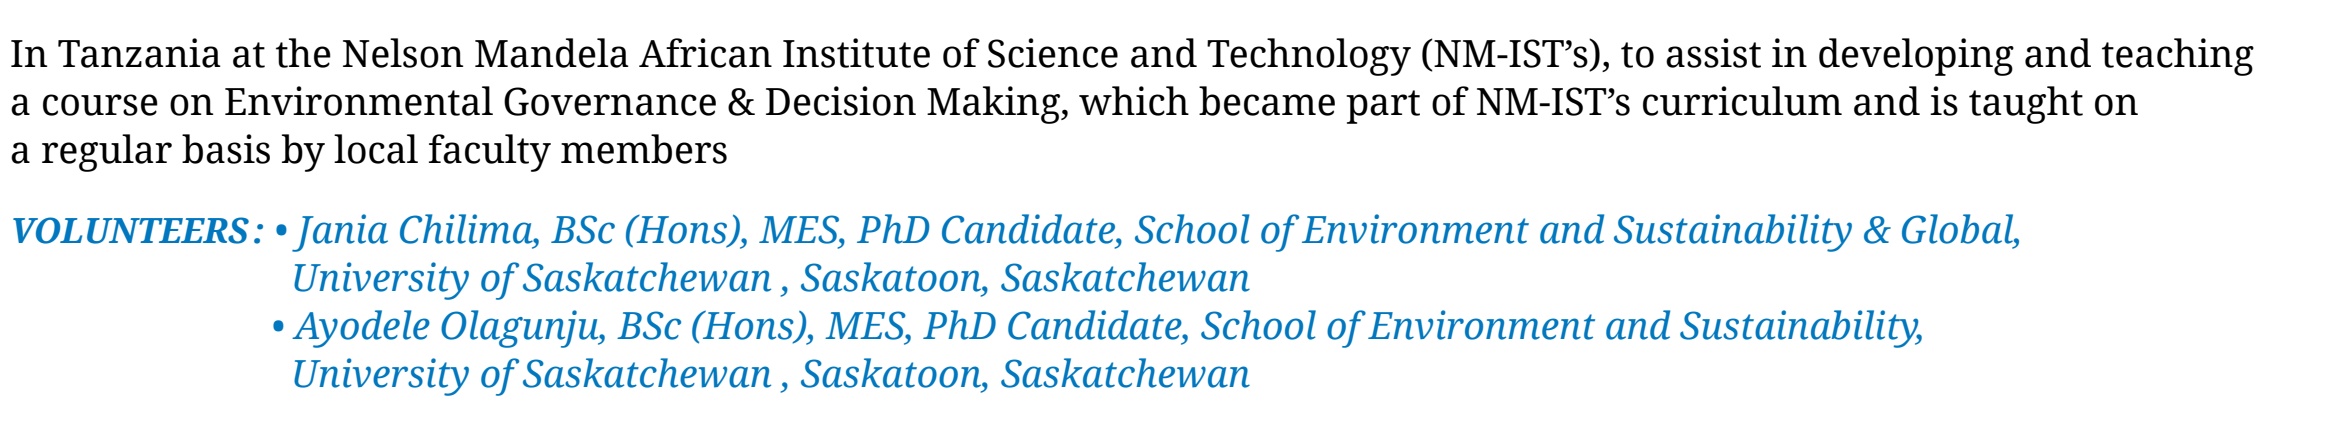 In Tanzania at the Nelson Mandela African Institute of Science and Technology (NM-IST’s), to assist in developing and teaching
a course on Environmental Governance & Decision Making, which became part of NM-IST’s curriculum and is taught on
a regular basis by local faculty members
VOLUNTEERS: • Jania Chilima, BSc (Hons), MES, PhD Candidate, School of Environment and Sustainability & Global,
University of Saskatchewan , Saskatoon, Saskatchewan
• Ayodele Olagunju, BSc (Hons), MES, PhD Candidate, School of Environment and Sustainability,
University of Saskatchewan , Saskatoon, Saskatchewan